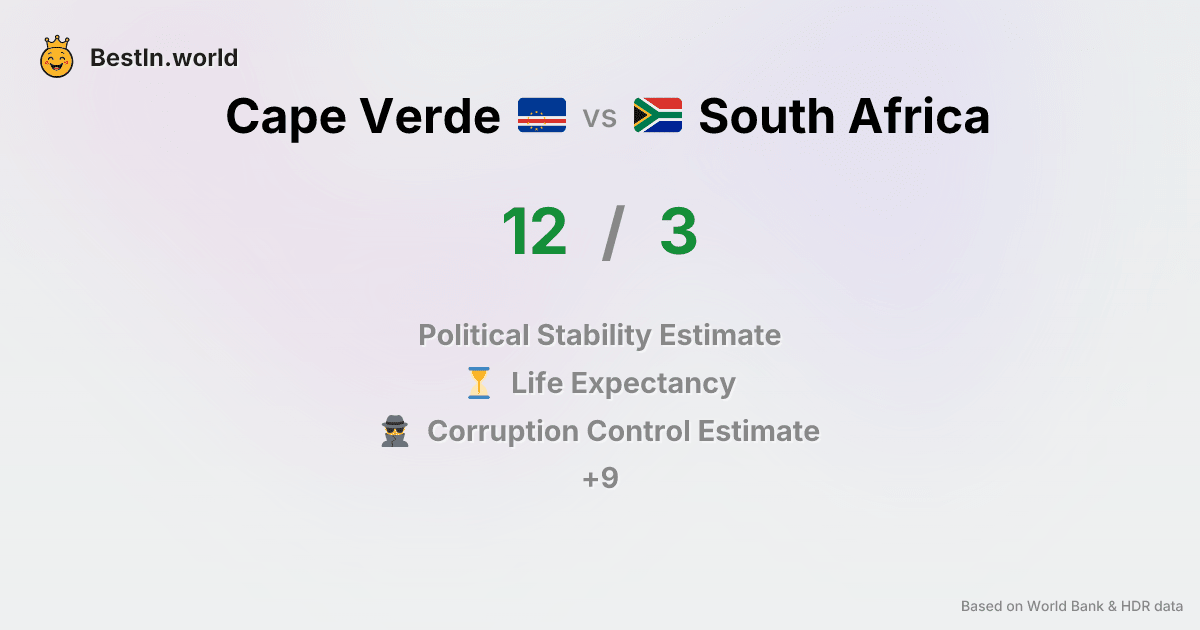 BestIn.world
Cape Verde vs South Africa
12 / 3
Political Stability Estimate
Life Expectancy
Corruption Control Estimate
+9
Based on World Bank & HDR data